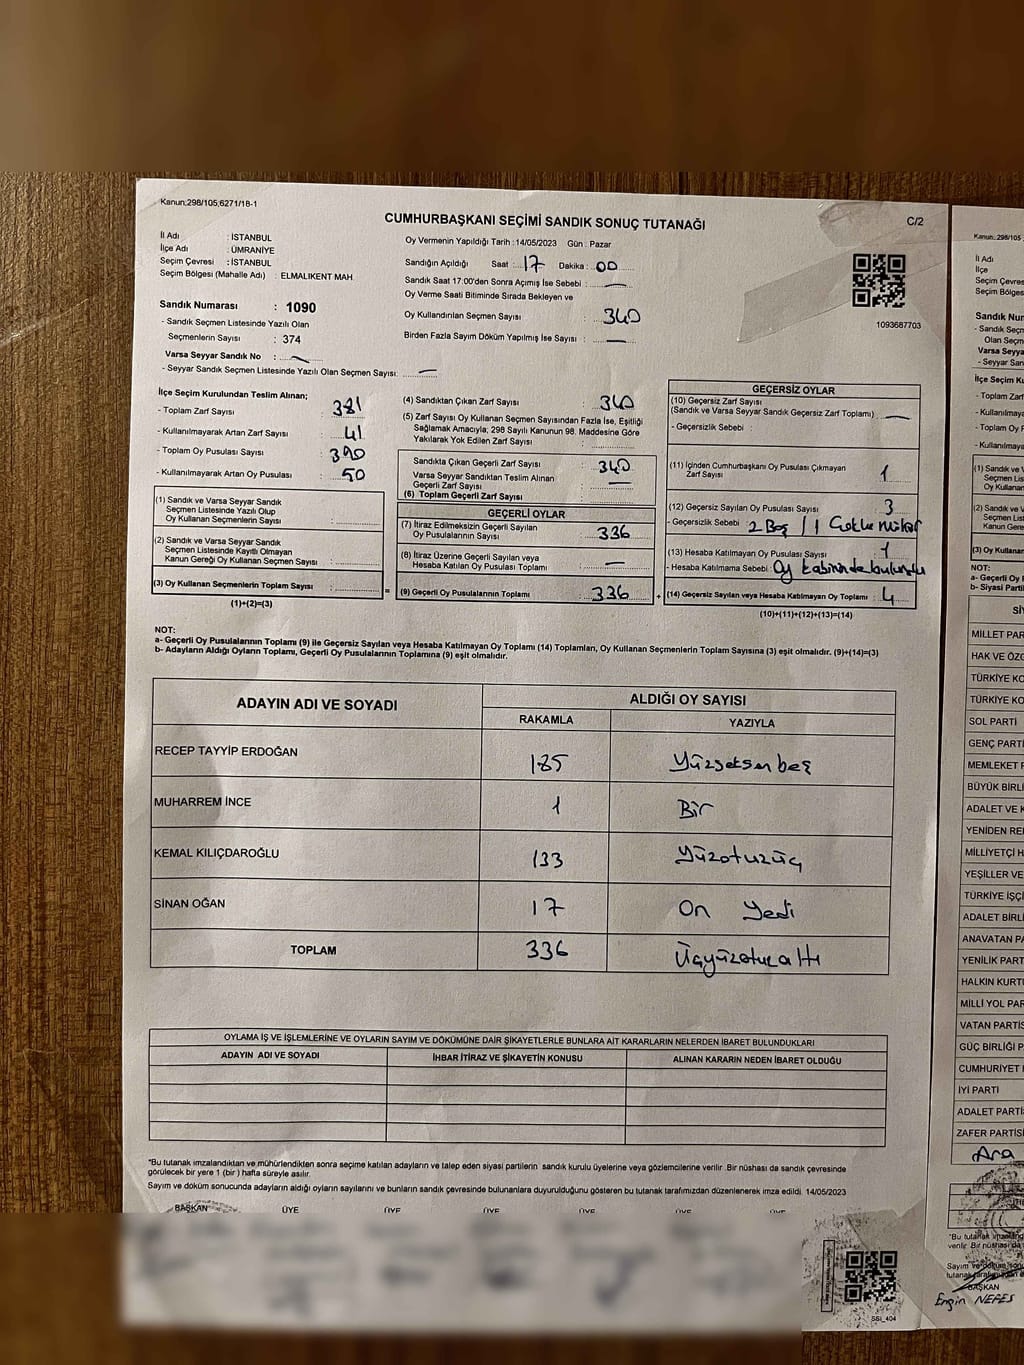 Kanun:298/105;6271/18-1
CUMHURBAŞKANI SEÇİMİ SANDIK SONUÇ TUTANAĞI
C/2
İl Adı : İSTANBUL
İlçe Adı : ÜMRANİYE
Seçim Çevresi : İSTANBUL
Seçim Bölgesi (Mahalle Adı) : ELMALIKENT MAH.
Sandık Numarası : 1090
- Sandık Seçmen Listesinde Yazılı Olan
Seçmenlerin Sayısı : 374
Varsa Seyyar Sandık No :
- Seyyar Sandık Seçmen Listesinde Yazılı Olan Seçmen Sayısı:
Oy Vermenin Yapıldığı Tarih : 14/05/2023 Gün : Pazar
Sandığın Açıldığı Saat : 17 Dakika : 00
Sandık Saat 17:00'den Sonra Açımış İse Sebebi :
Oy Verme Saati Bitiminde Sırada Bekleyen ve
Oy Kullandırılan Seçmen Sayısı : 340
Birden Fazla Sayım Döküm Yapılmış İse Sayısı :
1093687703
İlçe Seçim Kurulundan Teslim Alınan;
- Toplam Zarf Sayısı : 381
- Kullanılmayarak Artan Zarf Sayısı : 41
- Toplam Oy Pusulası Sayısı : 390
- Kullanılmayarak Artan Oy Pusulası : 50
(1) Sandık ve Varsa Seyyar Sandık
Seçmen Listesinde Yazılı Olup
Oy Kullanan Seçmenlerin Sayısı :
(2) Sandık ve Varsa Seyyar Sandık
Seçmen Listesinde Kayıtlı Olmayan
Kanun Gereği Oy Kullanan Seçmen Sayısı :
(3) Oy Kullanan Seçmenlerin Toplam Sayısı :
(1)+(2)=(3)
(4) Sandıktan Çıkan Zarf Sayısı : 340
(5) Zarf Sayısı Oy Kullanan Seçmen Sayısından Fazla İse, Eşitliği
Sağlamak Amacıyla; 298 Sayılı Kanunun 98. Maddesine Göre
Yakılarak Yok Edilen Zarf Sayısı :
Sandıkta Çıkan Geçerli Zarf Sayısı : 340
Varsa Seyyar Sandıktan Teslim Alınan
Geçerli Zarf Sayısı :
(6) Toplam Geçerli Zarf Sayısı :
GEÇERLİ OYLAR
(7) İtiraz Edilmeksizin Geçerli Sayılan
Oy Pusulalarının Sayısı : 336
(8) İtiraz Üzerine Geçerli Sayılan veya
Hesaba Katılan Oy Pusulası Toplamı :
(9) Geçerli Oy Pusulalarının Toplamı : 336
GEÇERSİZ OYLAR
(10) Geçersiz Zarf Sayısı
(Sandık ve Varsa Seyyar Sandık Geçersiz Zarf Toplamı) :
- Geçersizlik Sebebi :
(11) İçinden Cumhurbaşkanı Oy Pusulası Çıkmayan
Zarf Sayısı : 1
(12) Geçersiz Sayılan Oy Pusulası Sayısı : 3
- Geçersizlik Sebebi : 2 Boş / 1
(13) Hesaba Katılmayan Oy Pusulası Sayısı : 1
- Hesaba Katılmama Sebebi : Oy kabininde bulundu
(14) Geçersiz Sayılan veya Hesaba Katılmayan Oy Toplamı : 4
(10)+(11)+(12)+(13)=(14)
NOT:
a- Geçerli Oy Pusulalarının Toplamı (9) ile Geçersiz Sayılan veya Hesaba Katılmayan Oy Toplamı (14) Toplamları, Oy Kullanan Seçmenlerin Toplam Sayısına (3) eşit olmalıdır. (9)+(14)=(3)
b- Adayların Aldığı Oyların Toplamı, Geçerli Oy Pusulalarının Toplamına (9) eşit olmalıdır.
ADAYIN ADI VE SOYADI ALDIĞI OY SAYISI
RAKAMLA YAZIYLA
RECEP TAYYİP ERDOĞAN 185 Yüzseksenbeş
MUHARREM İNCE 1 Bir
KEMAL KILIÇDAROĞLU 133 Yüzotuzüç
SİNAN OĞAN 17 On Yedi
TOPLAM 336 Üçyüzotuzaltı
OYLAMA İŞ VE İŞLEMLERİNE VE OYLARIN SAYIM VE DÖKÜMÜNE DAİR ŞİKAYETLERLE BUNLARA AİT KARARLARIN NELERDEN İBARET BULUNDUKLARI
ADAYIN ADI VE SOYADI İHBAR İTİRAZ VE ŞİKAYETİN KONUSU ALINAN KARARIN NEDEN İBARET OLDUĞU
"Bu tutanak imzalandıktan ve mühürlendikten sonra seçime katılan adayların ve talep eden siyasi partilerin sandık kurulu üyelerine veya gözlemcilerine verilir. Bir nüshası da sandık çevresinde
görülecek bir yere 1 (bir) hafta süreyle asılır.
Sayım ve döküm sonucunda adayların aldığı oyların sayılarını ve bunların sandık çevresinde bulunanlara duyurulduğunu gösteren bu tutanak tarafımızdan düzenlenerek imza edildi. 14/05/2023
BAŞKAN ÜYE ÜYE ÜYE ÜYE ÜYE ÜYE
SSI_404
Kanun: 298/105
İl Adı
İlçe
Seçim Çevres
Seçim Bölges
Sandık Num
- Sandık Seçm
Olan Seçm
Varsa Seyya
- Seyyar San
İlçe Seçim K
- Toplam Zar
- Kullanılmaya
- Toplam Oy P
- Kullanılmaya
(1) Sandık ve
Seçmen Lis
Oy Kullan
(2) Sandık ve
Seçmen Lis
Kanun Gere
(3) Oy Kullanan
NOT:
a- Geçerli Oy
b- Siyasi Parti
Sİ
MİLLET PAR
HAK VE ÖZG
TÜRKİYE KO
TÜRKİYE KO
SOL PARTİ
GENÇ PARTİ
MEMLEKET P
BÜYÜK BİRLİ
ADALET VE K
YENİDEN RE
MİLLİYETÇİ H
YEŞİLLER VE
TÜRKİYE İŞÇİ
ADALET BİRLİ
ANAVATAN PA
YENİLİK PART
HALKIN KURTU
MİLLİ YOL PAR
VATAN PARTİS
GÜÇ BİRLİĞİ P
CUMHURİYET
İYİ PARTİ
ADALET PARTİS
ZAFER PARTİSİ
Ara
"Bu tutanak imzalan
verilir. Bir nüshası da
BAŞKAN
Engin NEFES